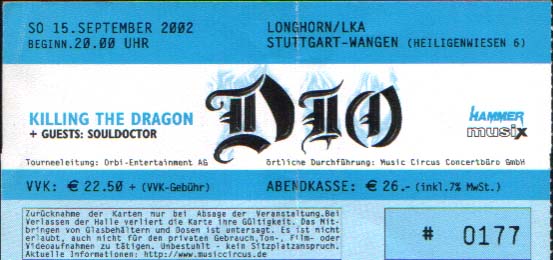 SO 15.SEPTEMBER 2002
BEGINN.20.00 UHR
LONGHORN/LKA
STUTTGART-WANGEN (HEILIGENWIESEN 6)
KILLING THE DRAGON
+ GUESTS: SOULDOCTOR
DIO
HAMMER
musix
Tourneeleitung: Orbi-Entertainment AG
örtliche Durchführung: Music Circus Concertbüro GmbH
VVK: € 22.50 + (VVK-Gebühr)
ABENDKASSE: € 26.- (inkl.7% MwSt.)
Zurücknahme der Karten nur bei Absage der Veranstaltung.Bei
Verlassen der Halle verliert die Karte ihre Gültigkeit. Das Mit-
bringen von Glasbehältern und Dosen ist untersagt. Es ist nicht
erlaubt, auch nicht für den privaten Gebrauch,Ton-, Film- oder
Videoaufnahmen zu tätigen. Unbestuhlt - kein Sitzplatzanspruch.
Aktuelle Informationen: http://www.musiccircus.de
# 0177